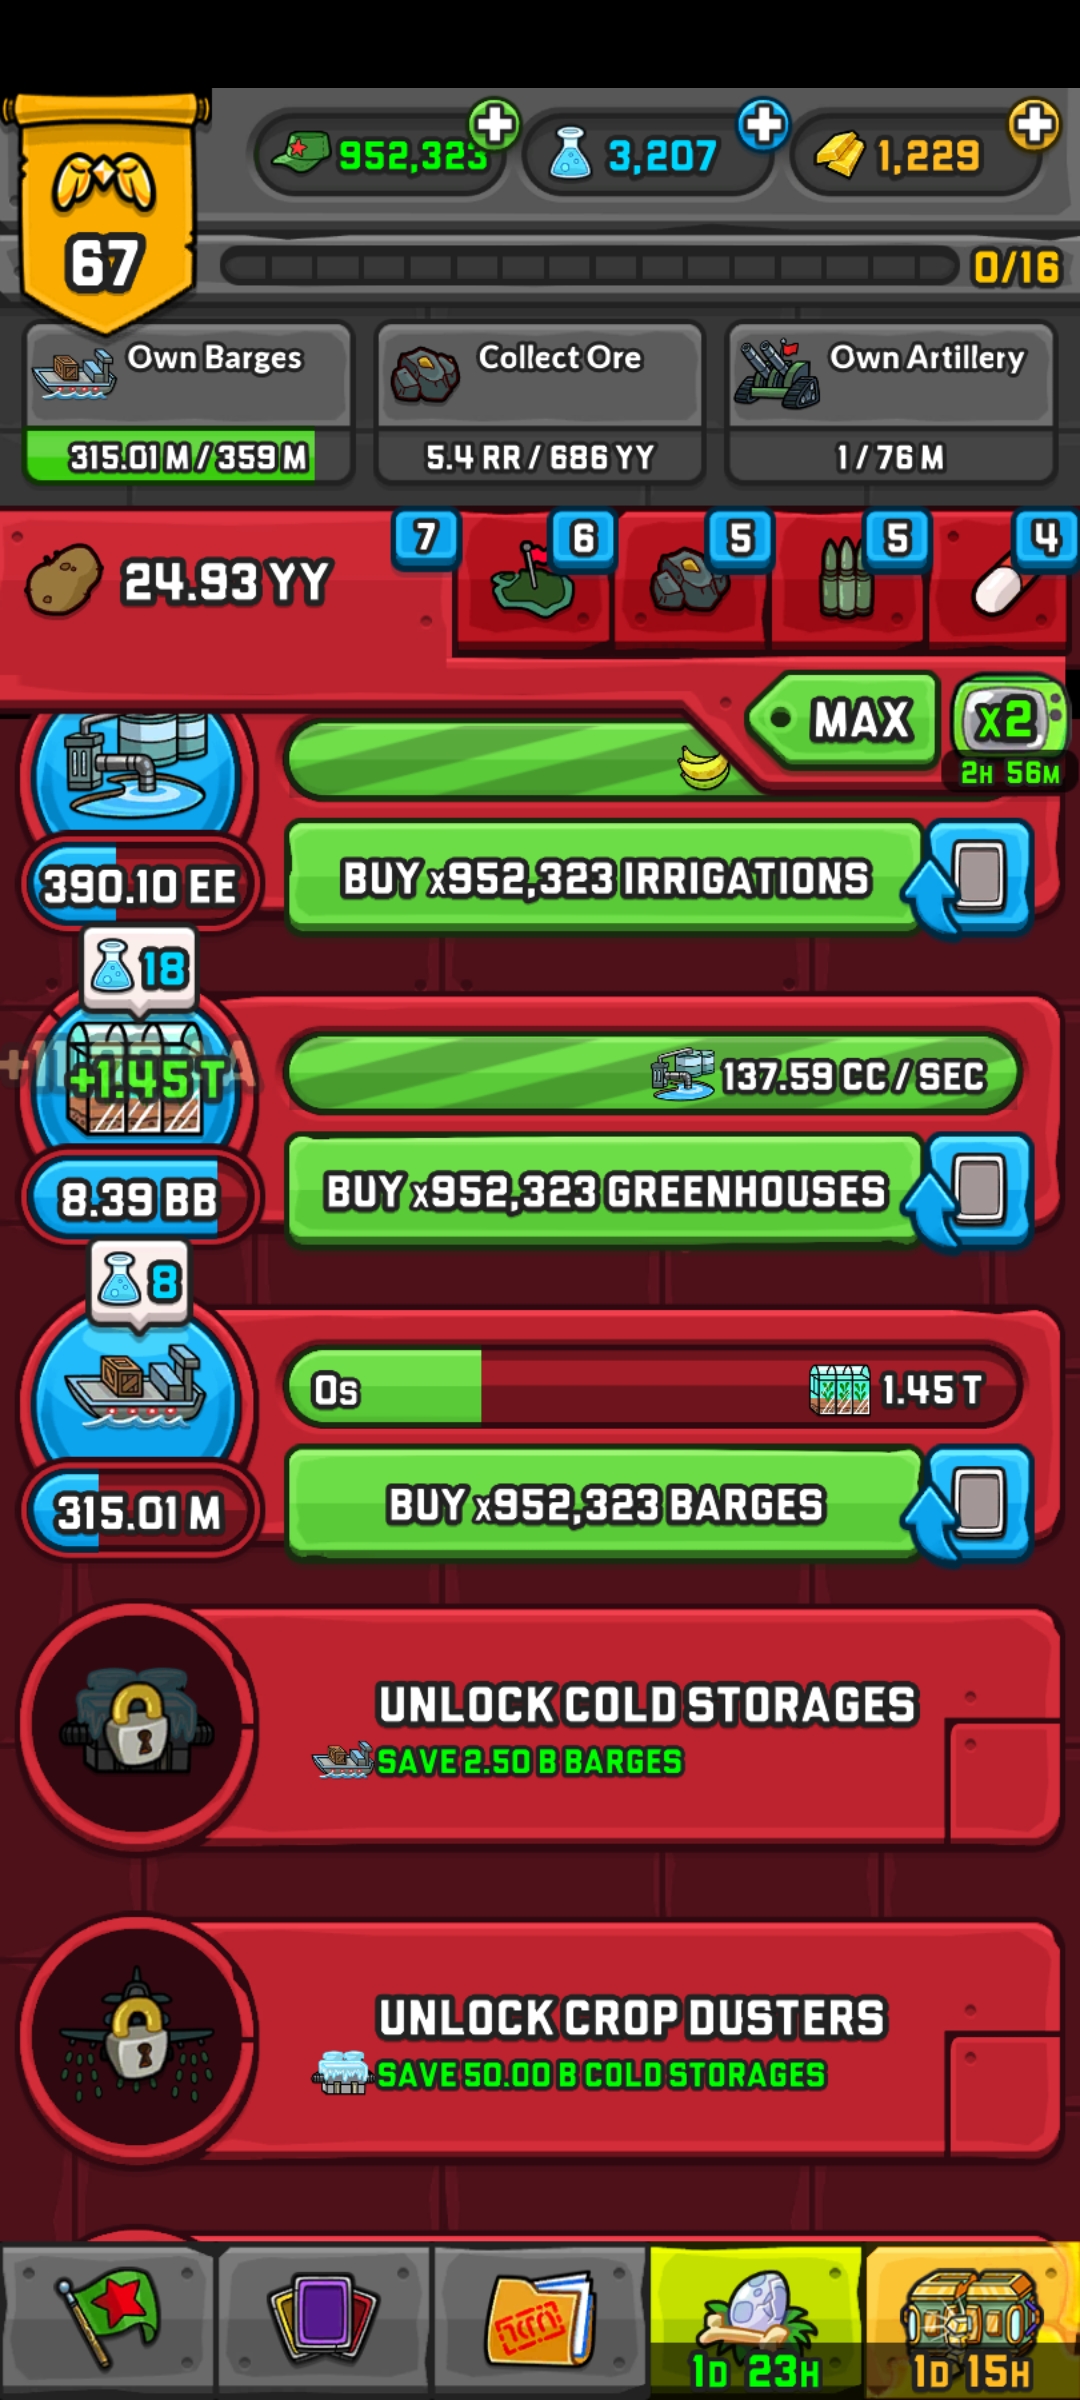 952,323
3,207
1,229
67
0/16
Own Barges
Collect Ore
Own Artillery
315.01 M / 359 M
5.4 RR / 686 YY
1 / 76 M
24.93 YY
7
6
5
5
4
MAX
x2
2H 56M
390.10 EE
BUY x952,323 IRRIGATIONS
18
+1.45 T
137.59 CC / SEC
8.39 BB
BUY x952,323 GREENHOUSES
8
0s
1.45 T
315.01 M
BUY x952,323 BARGES
UNLOCK COLD STORAGES
SAVE 2.50 B BARGES
UNLOCK CROP DUSTERS
SAVE 50.00 B COLD STORAGES
1D 23H
1D 15H